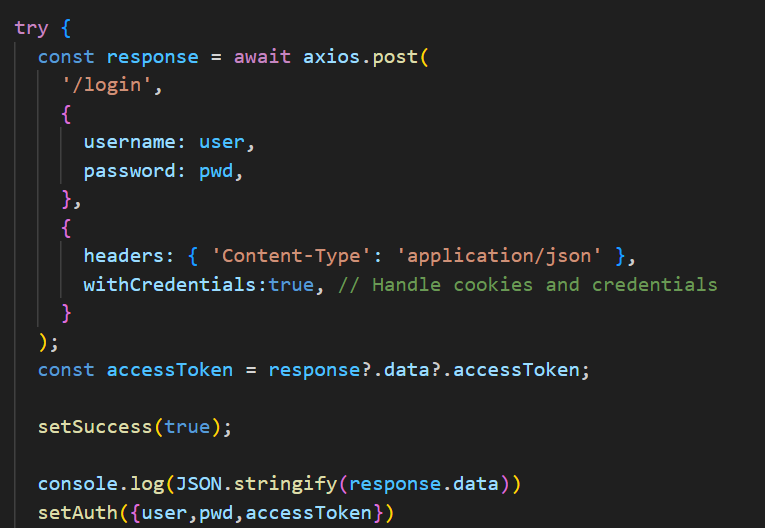 try {
const response = await axios.post(
'/login',
{
username: user,
password: pwd,
},
{
headers: { 'Content-Type': 'application/json' },
withCredentials:true, // Handle cookies and credentials
}
);
const accessToken = response?.data?.accessToken;
setSuccess(true);
console.log(JSON.stringify(response.data))
setAuth({user,pwd,accessToken})